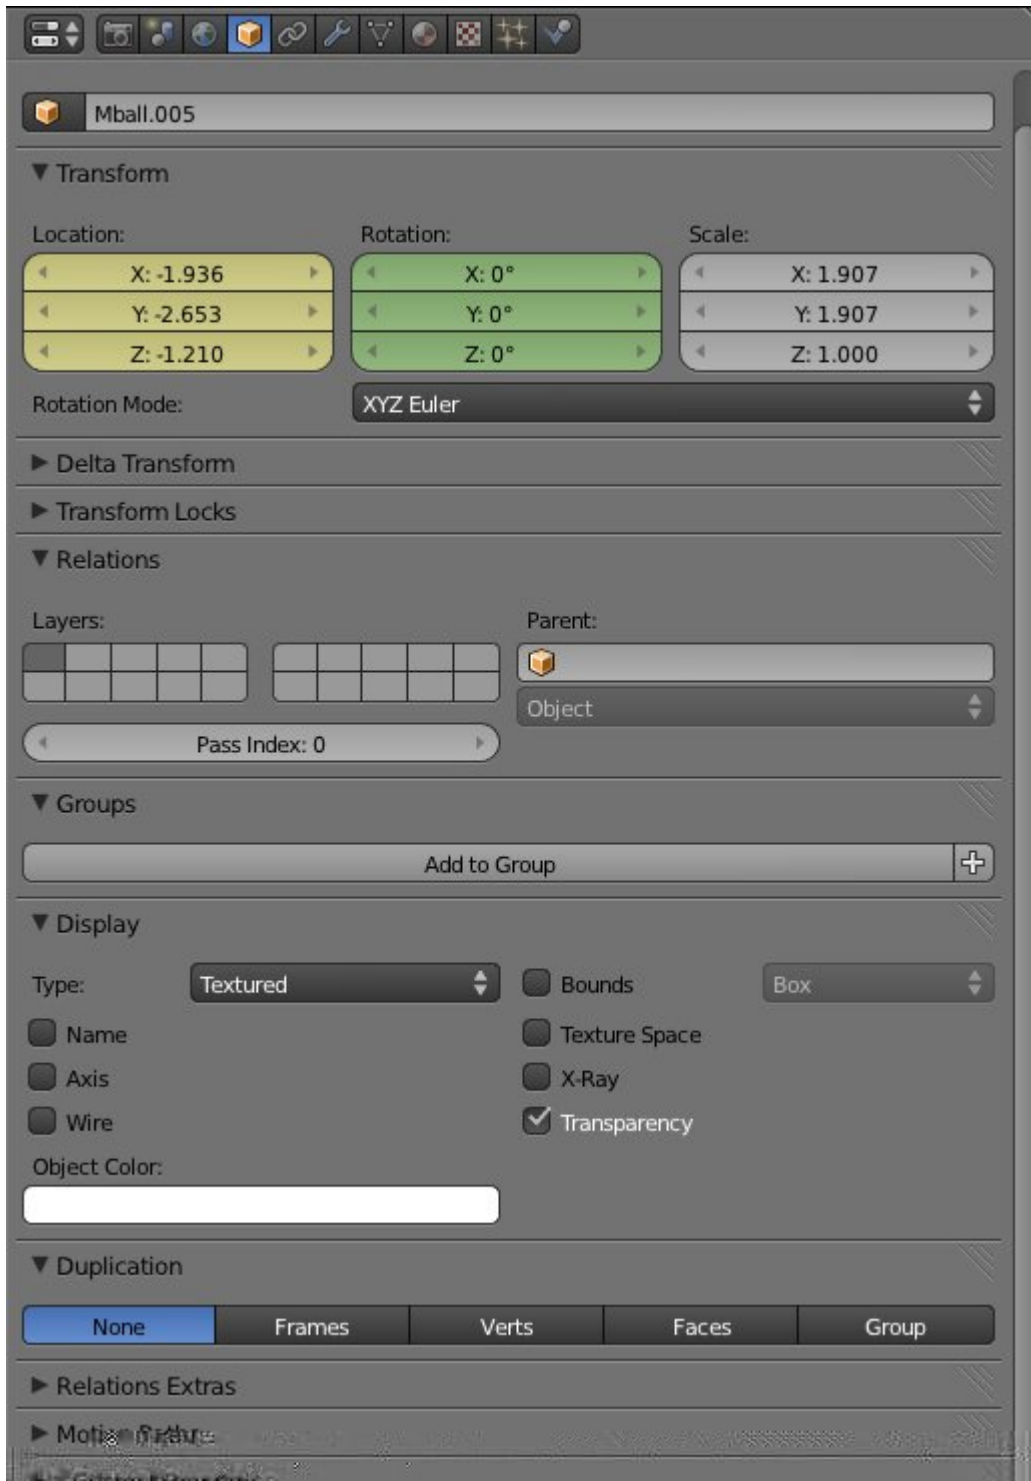 Mball.005
Transform
Location: Rotation: Scale:
X: -1.936 X: 0° X: 1.907
Y: -2.653 Y: 0° Y: 1.907
Z: -1.210 Z: 0° Z: 1.000
Rotation Mode: XYZ Euler
Delta Transform
Transform Locks
Relations
Layers: Parent:
Object
Pass Index: 0
Groups
Add to Group
Display
Type: Textured Bounds Box
Name Texture Space
Axis X-Ray
Wire Transparency
Object Color:
Duplication
None Frames Verts Faces Group
Relations Extras